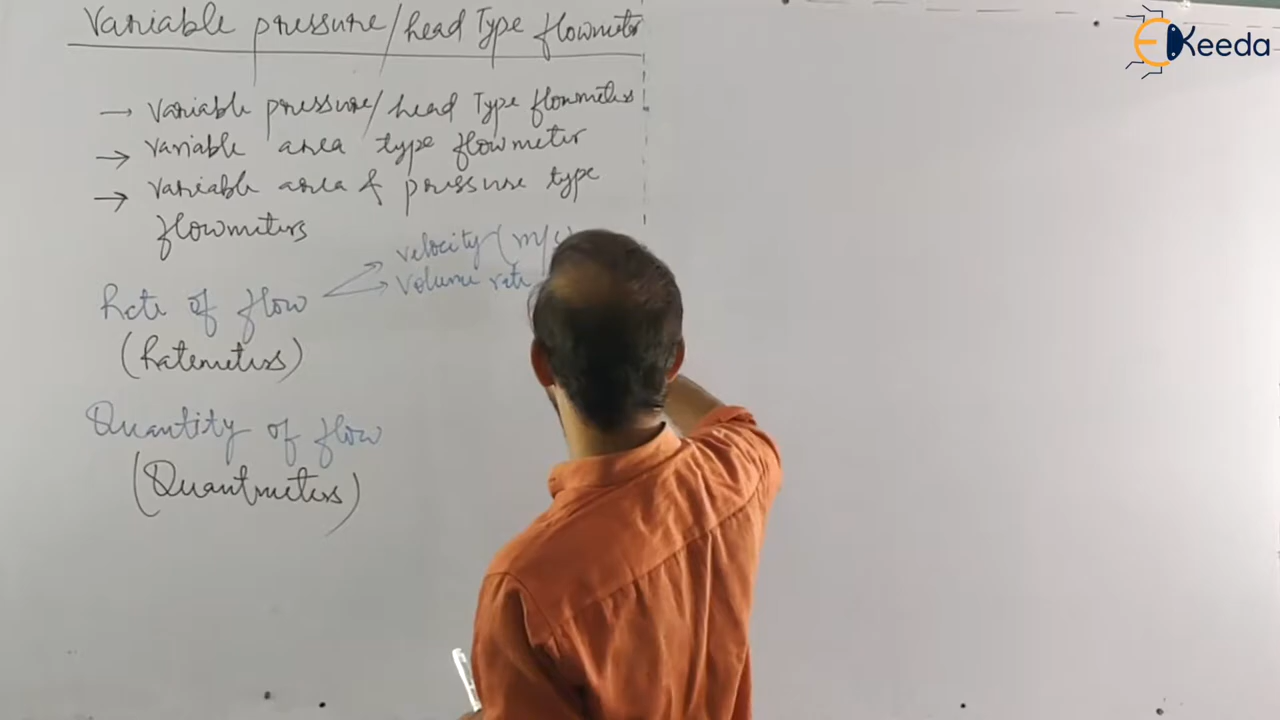 Variable pressure/head Type flowmeter
→ Variable pressure/head Type flowmeters
→ variable area type flowmeter
→ variable area & pressure type
flowmeters
velocity (m/s)
volume rate
Rate of flow
(Ratemeters)
Quantity of flow
(Quantmeters)
EKeeda